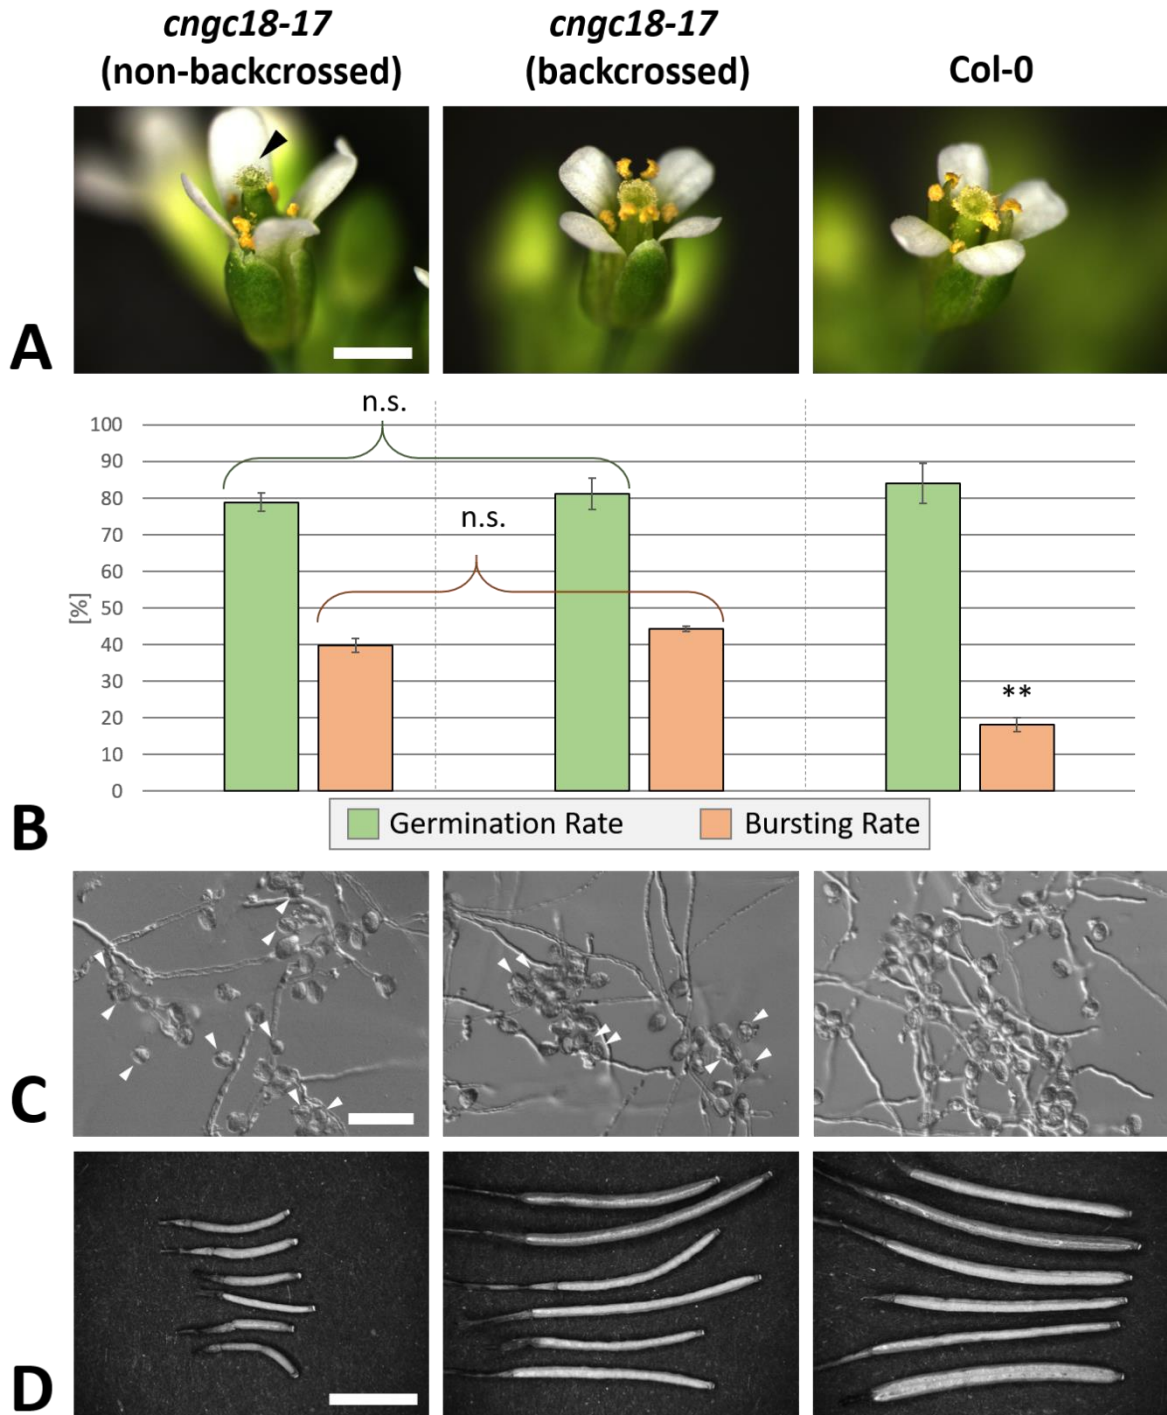 cngc18-17
(non-backcrossed)
cngc18-17
(backcrossed)
Col-0
A
n.s.
n.s.
**
100
90
80
70
60
50
40
30
20
10
0
[%]
B
Germination Rate
Bursting Rate
C
D